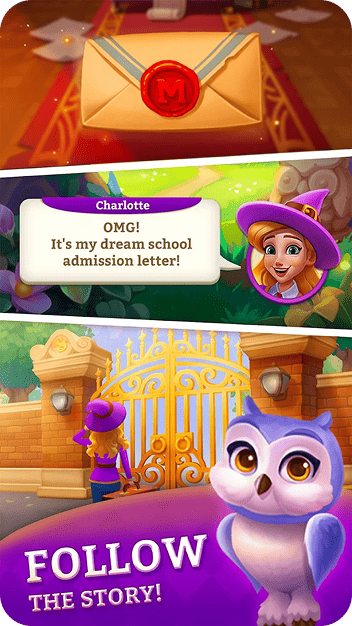 M
Charlotte
OMG!
It's my dream school
admission letter!
FOLLOW
THE STORY!